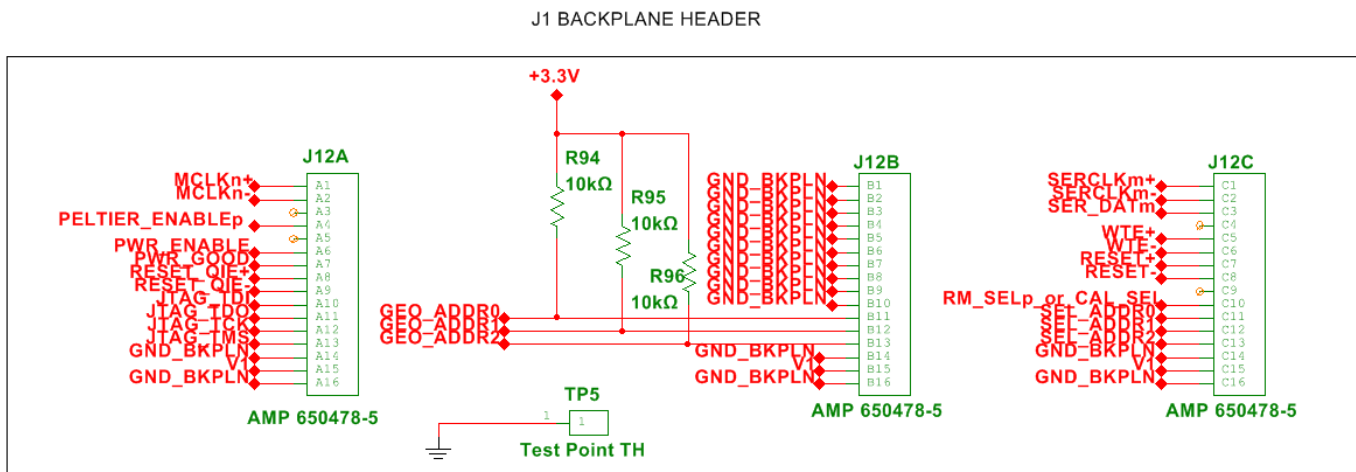 J1 BACKPLANE HEADER
+3.3V
J12A
MCLKn+ A1
MCLKn- A2
A3
PELTIER_ENABLEp A4
A5
PWR_ENABLE A6
PWR_GOOD A7
RESET_QIE+ A8
RESET_QIE- A9
JTAG_TDI A10
JTAG_TDO A11
JTAG_TCK A12
JTAG_TMS A13
GND_BKPLN A14
V1 A15
GND_BKPLN A16
AMP 650478-5
R94
10kΩ
R95
10kΩ
R96
10kΩ
GEO_ADDR0
GEO_ADDR1
GEO_ADDR2
J12B
GND_BKPLN B1
GND_BKPLN B2
GND_BKPLN B3
GND_BKPLN B4
GND_BKPLN B5
GND_BKPLN B6
GND_BKPLN B7
GND_BKPLN B8
GND_BKPLN B9
GND_BKPLN B10
B11
B12
B13
GND_BKPLN B14
V1 B15
GND_BKPLN B16
AMP 650478-5
TP5
1 1
Test Point TH
J12C
SERCLKm+ C1
SERCLKm- C2
SER_DATm C3
C4
WTE+ C5
WTE- C6
RESET+ C7
RESET- C8
C9
RM_SELp_or_CAL_SEL C10
SEL_ADDR0 C11
SEL_ADDR1 C12
SEL_ADDR2 C13
GND_BKPLN C14
V1 C15
GND_BKPLN C16
AMP 650478-5